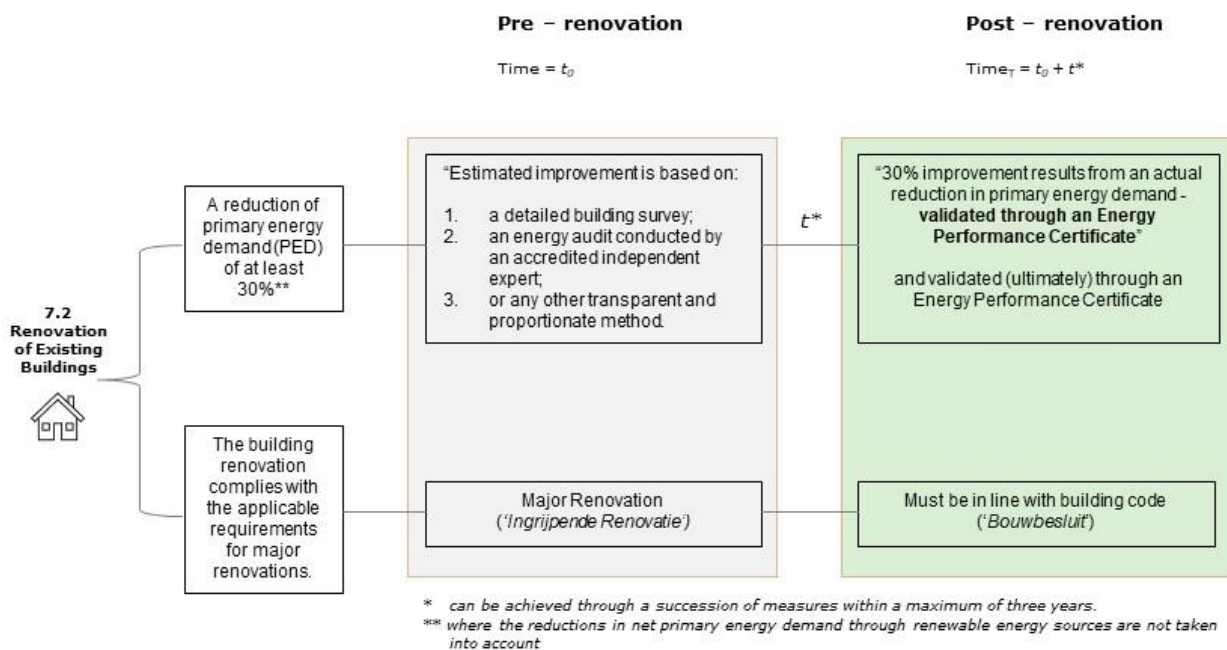 Pre – renovation
Post – renovation
Time = t0
TimeT = t0 + t*
7.2
Renovation
of Existing
Buildings
A reduction of
primary energy
demand (PED)
of at least
30%**
“Estimated improvement is based on:
1. a detailed building survey;
2. an energy audit conducted by
an accredited independent
expert;
3. or any other transparent and
proportionate method.
t*
“30% improvement results from an actual
reduction in primary energy demand -
validated through an Energy
Performance Certificate”
and validated (ultimately) through an
Energy Performance Certificate
The building
renovation
complies with
the applicable
requirements
for major
renovations.
Major Renovation
(‘Ingrijpende Renovatie’)
Must be in line with building code
(‘Bouwbesluit’)
* can be achieved through a succession of measures within a maximum of three years.
** where the reductions in net primary energy demand through renewable energy sources are not taken
into account